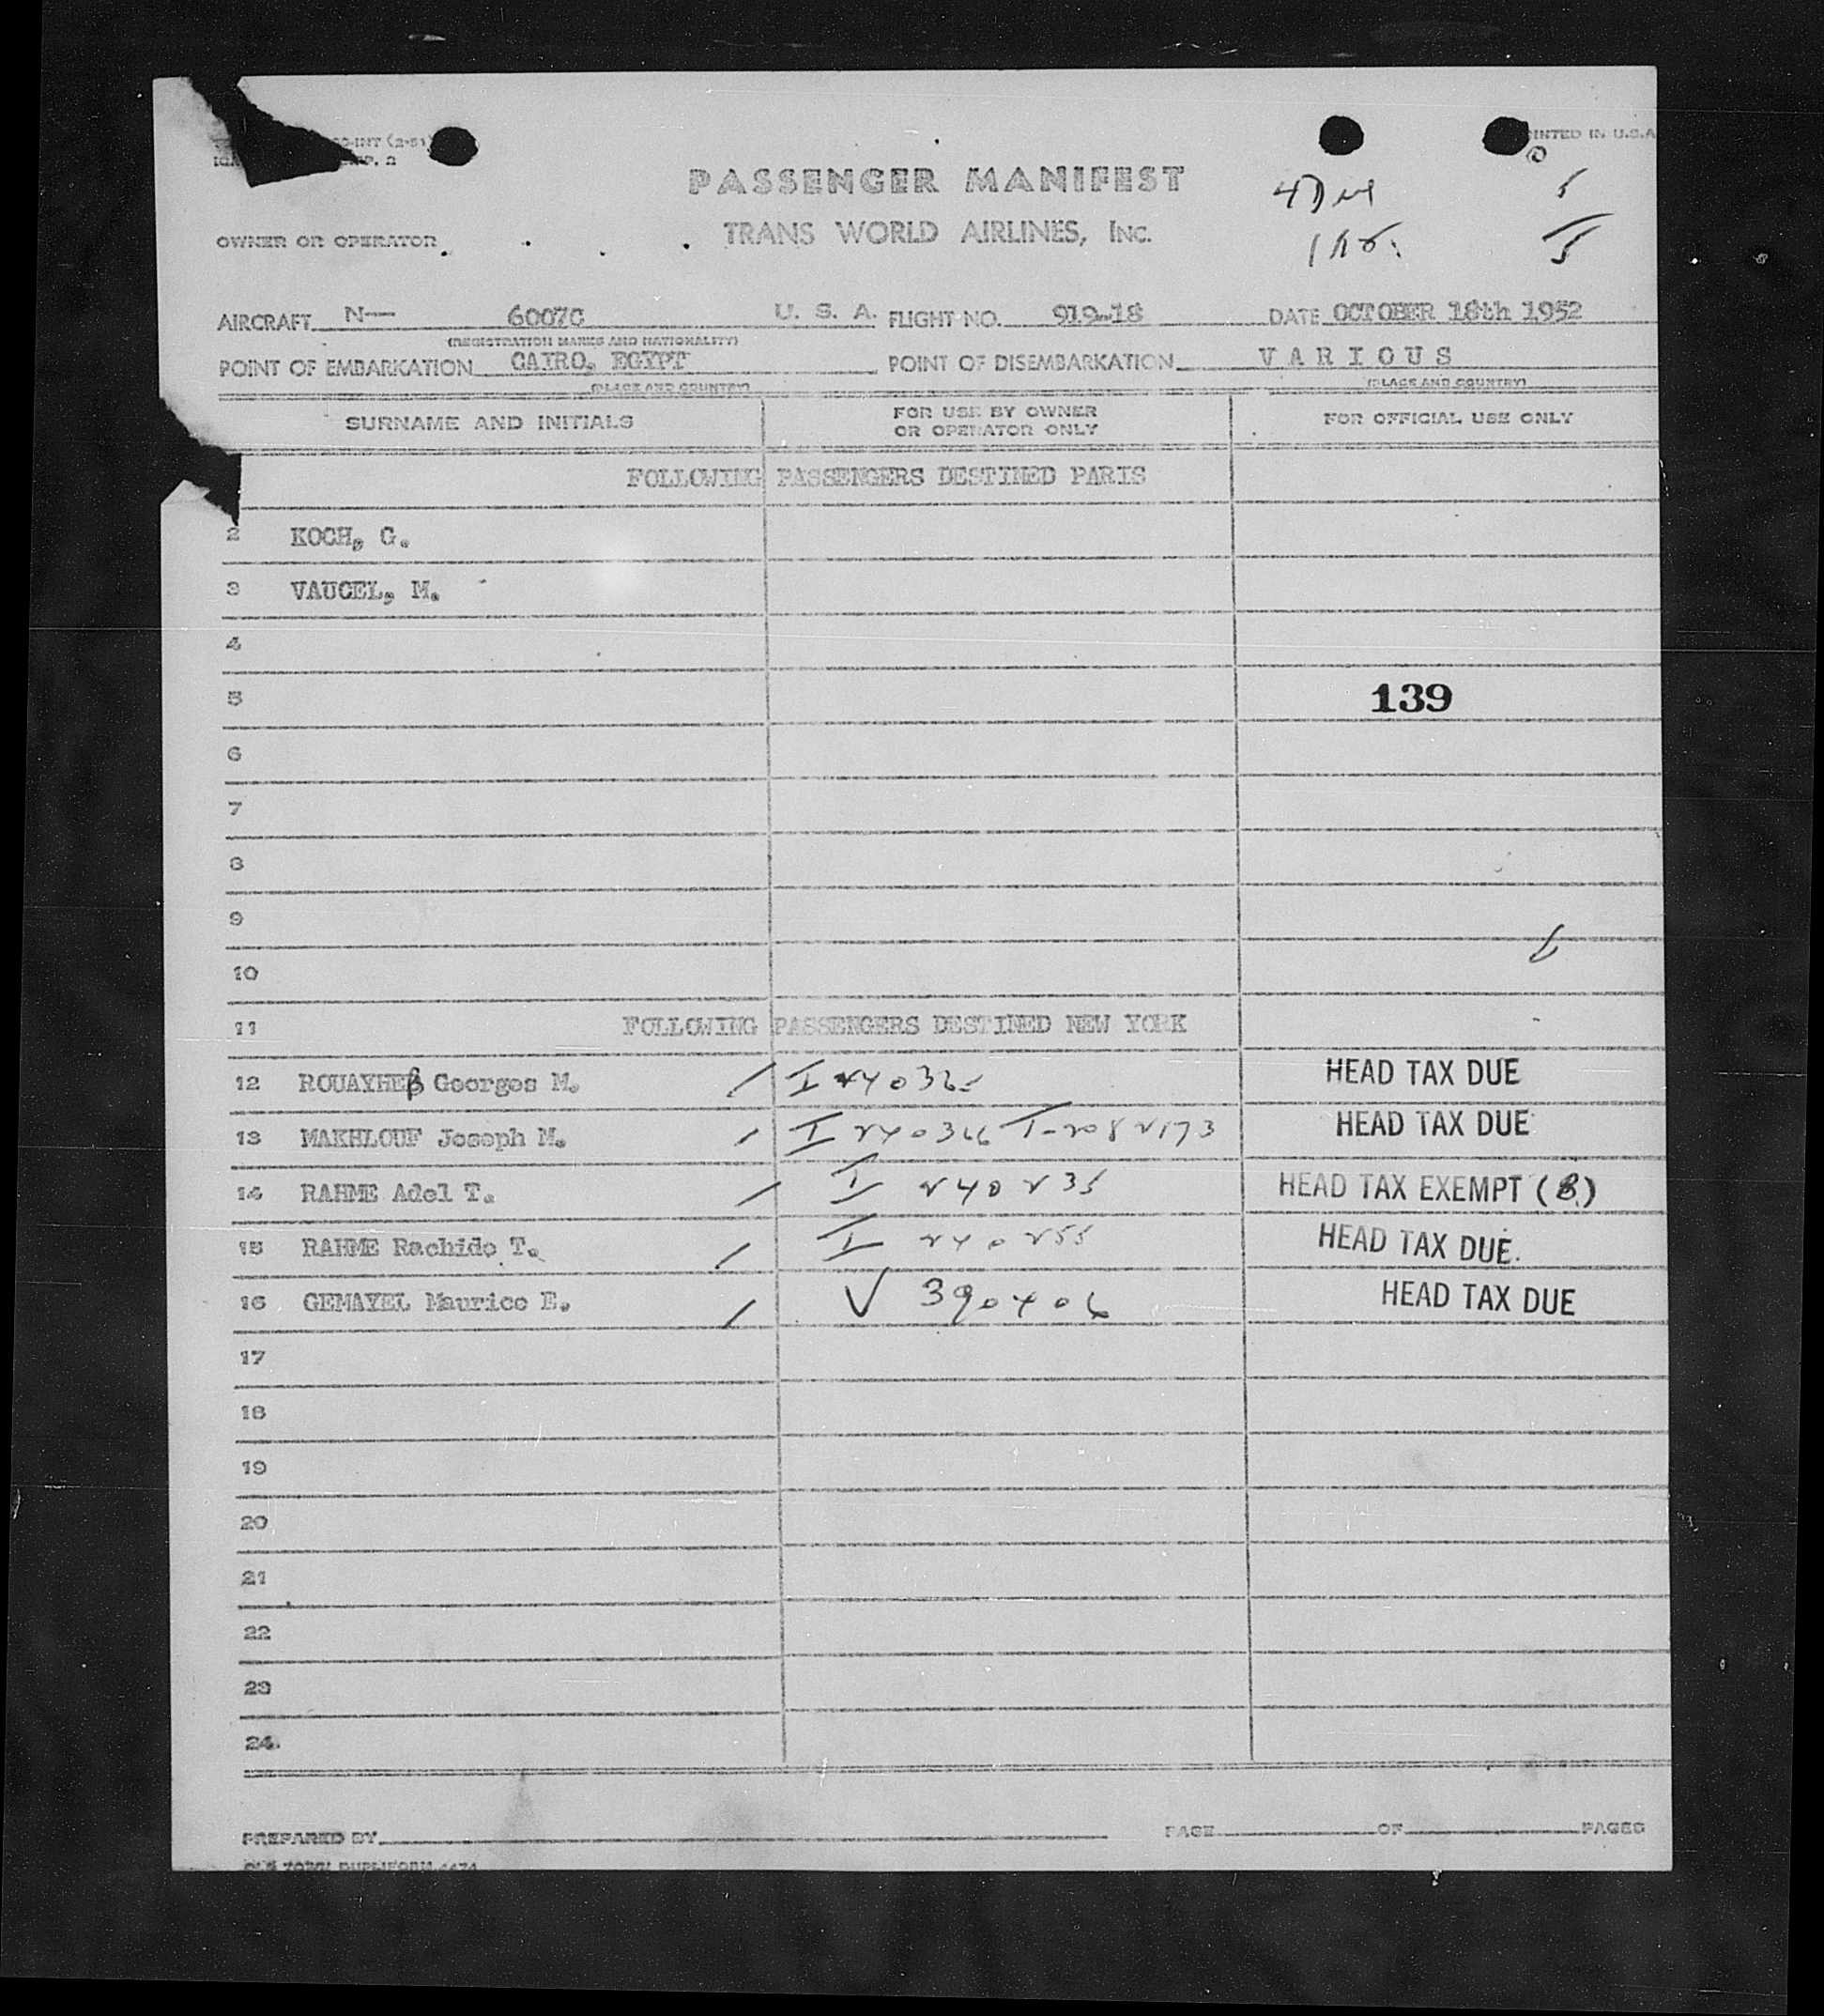 PRINTED IN U.S.A
PASSENGER MANIFEST
OWNER OR OPERATOR TRANS WORLD AIRLINES, INC.
AIRCRAFT N— 6007C U. S. A. FLIGHT NO. 919-18 DATE OCTOBER 18th 1952
(REGISTRATION MARKS AND NATIONALITY)
POINT OF EMBARKATION CAIRO, EGYPT POINT OF DISEMBARKATION VARIOUS
(PLACE AND COUNTRY) (PLACE AND COUNTRY)
SURNAME AND INITIALS FOR USE BY OWNER OR OPERATOR ONLY FOR OFFICIAL USE ONLY
FOLLOWING PASSENGERS DESTINED PARIS
2 KOCH, G.
3 VAUCEL, M.
4
5 139
6
7
8
9
10
11 FOLLOWING PASSENGERS DESTINED NEW YORK
12 ROUAYHEB Georges M. / HEAD TAX DUE
13 MAKHLOUF Joseph M. / HEAD TAX DUE
14 RAHME Adel T. / I 240235 HEAD TAX EXEMPT (8)
15 RAHME Rachide T. / I 240255 HEAD TAX DUE.
16 GEMAYEL Maurice E. / V 390406 HEAD TAX DUE
17
18
19
20
21
22
23
24.
PREPARED BY PAGE OF PAGES